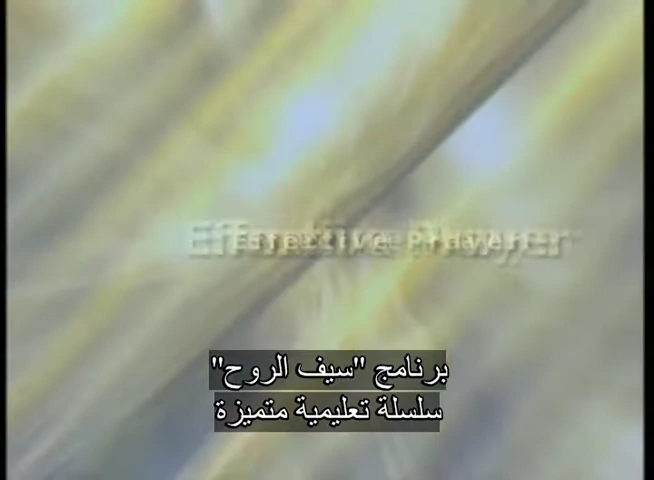 Effective Prayer
برنامج "سيف الروح"
سلسلة تعليمية متميزة